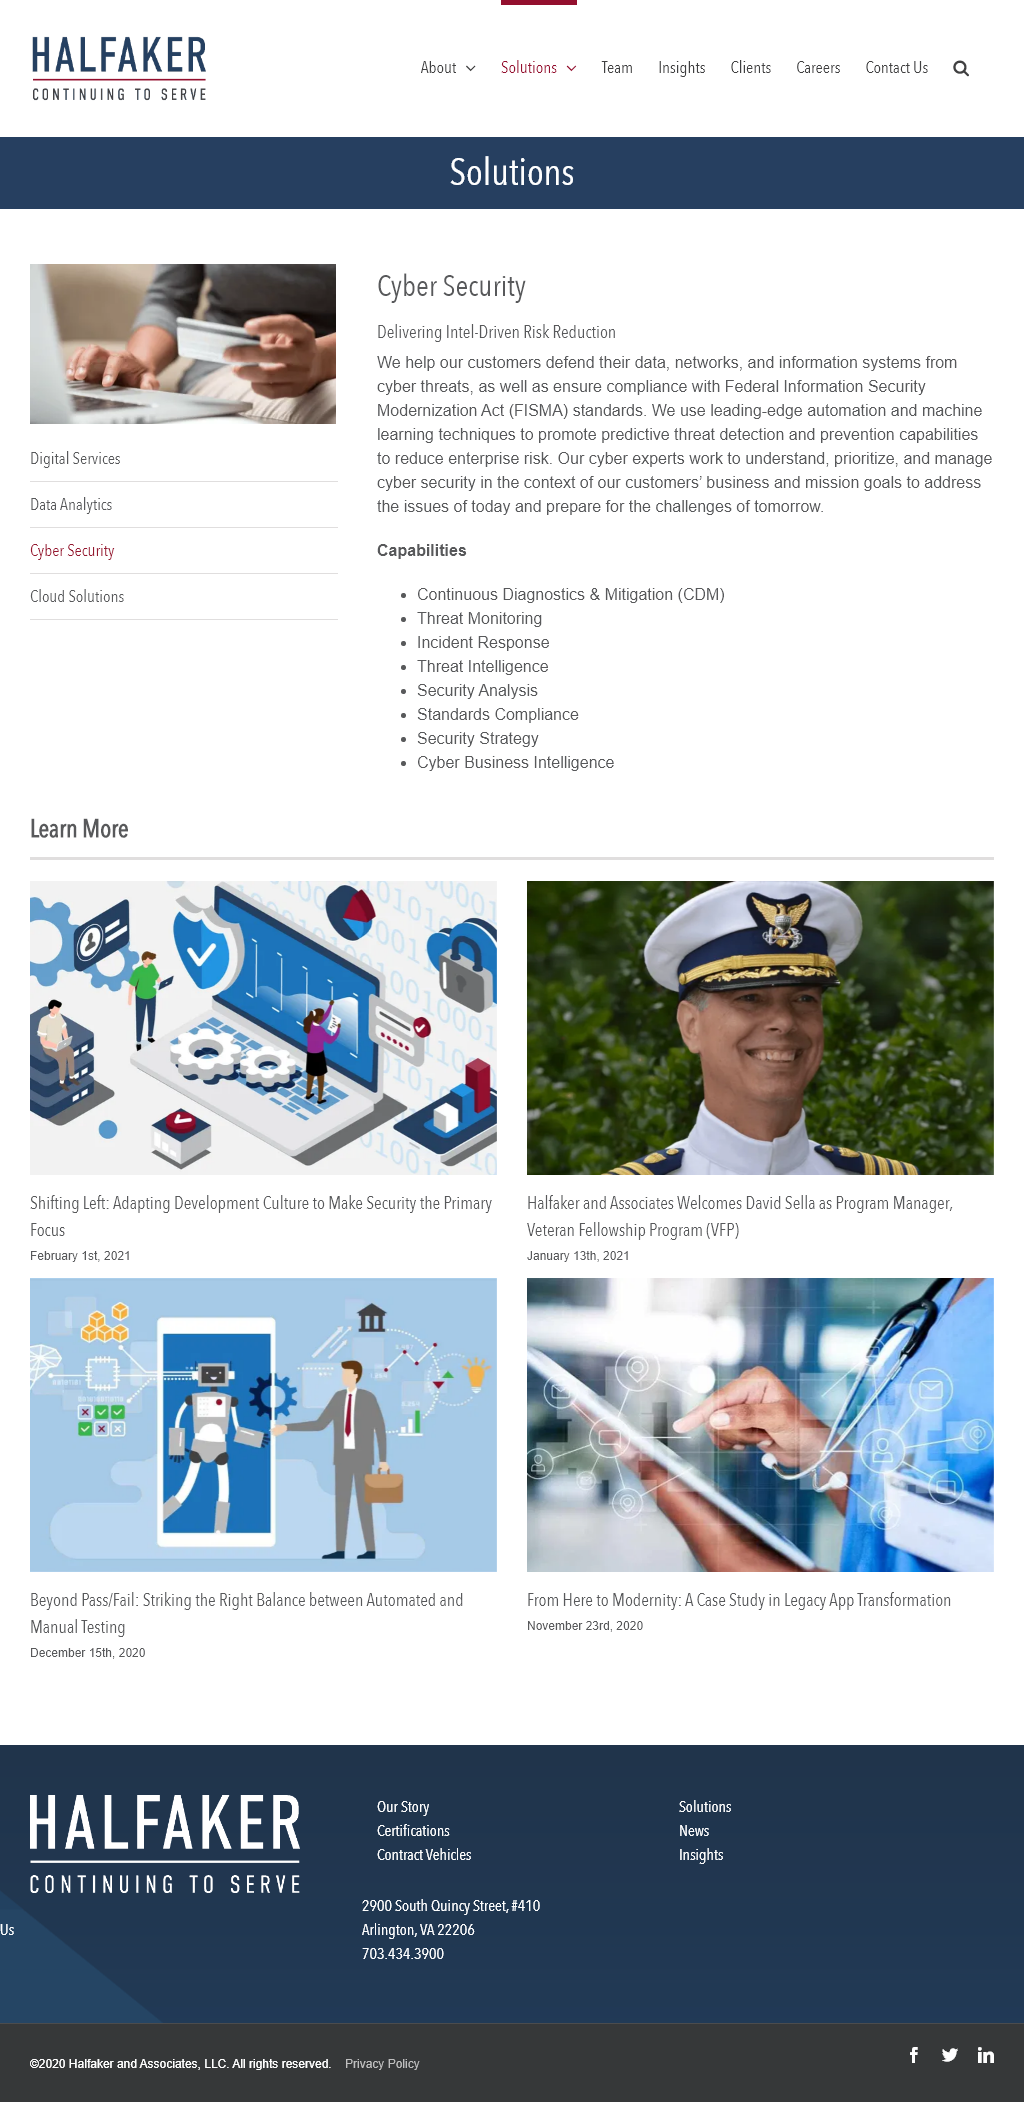 HALFAKER
CONTINUING TO SERVE
About
Solutions
Team
Insights
Clients
Careers
Contact Us
Solutions
Digital Services
Data Analytics
Cyber Security
Cloud Solutions
Cyber Security
Delivering Intel-Driven Risk Reduction
We help our customers defend their data, networks, and information systems from
cyber threats, as well as ensure compliance with Federal Information Security
Modernization Act (FISMA) standards. We use leading-edge automation and machine
learning techniques to promote predictive threat detection and prevention capabilities
to reduce enterprise risk. Our cyber experts work to understand, prioritize, and manage
cyber security in the context of our customers’ business and mission goals to address
the issues of today and prepare for the challenges of tomorrow.
Capabilities
• Continuous Diagnostics & Mitigation (CDM)
• Threat Monitoring
• Incident Response
• Threat Intelligence
• Security Analysis
• Standards Compliance
• Security Strategy
• Cyber Business Intelligence
Learn More
Shifting Left: Adapting Development Culture to Make Security the Primary
Focus
February 1st, 2021
Halfaker and Associates Welcomes David Sella as Program Manager,
Veteran Fellowship Program (VFP)
January 13th, 2021
Beyond Pass/Fail: Striking the Right Balance between Automated and
Manual Testing
December 15th, 2020
From Here to Modernity: A Case Study in Legacy App Transformation
November 23rd, 2020
HALFAKER
CONTINUING TO SERVE
Our Story
Certifications
Contract Vehicles
Solutions
News
Insights
Us
2900 South Quincy Street, #410
Arlington, VA 22206
703.434.3900
©2020 Halfaker and Associates, LLC. All rights reserved.
Privacy Policy